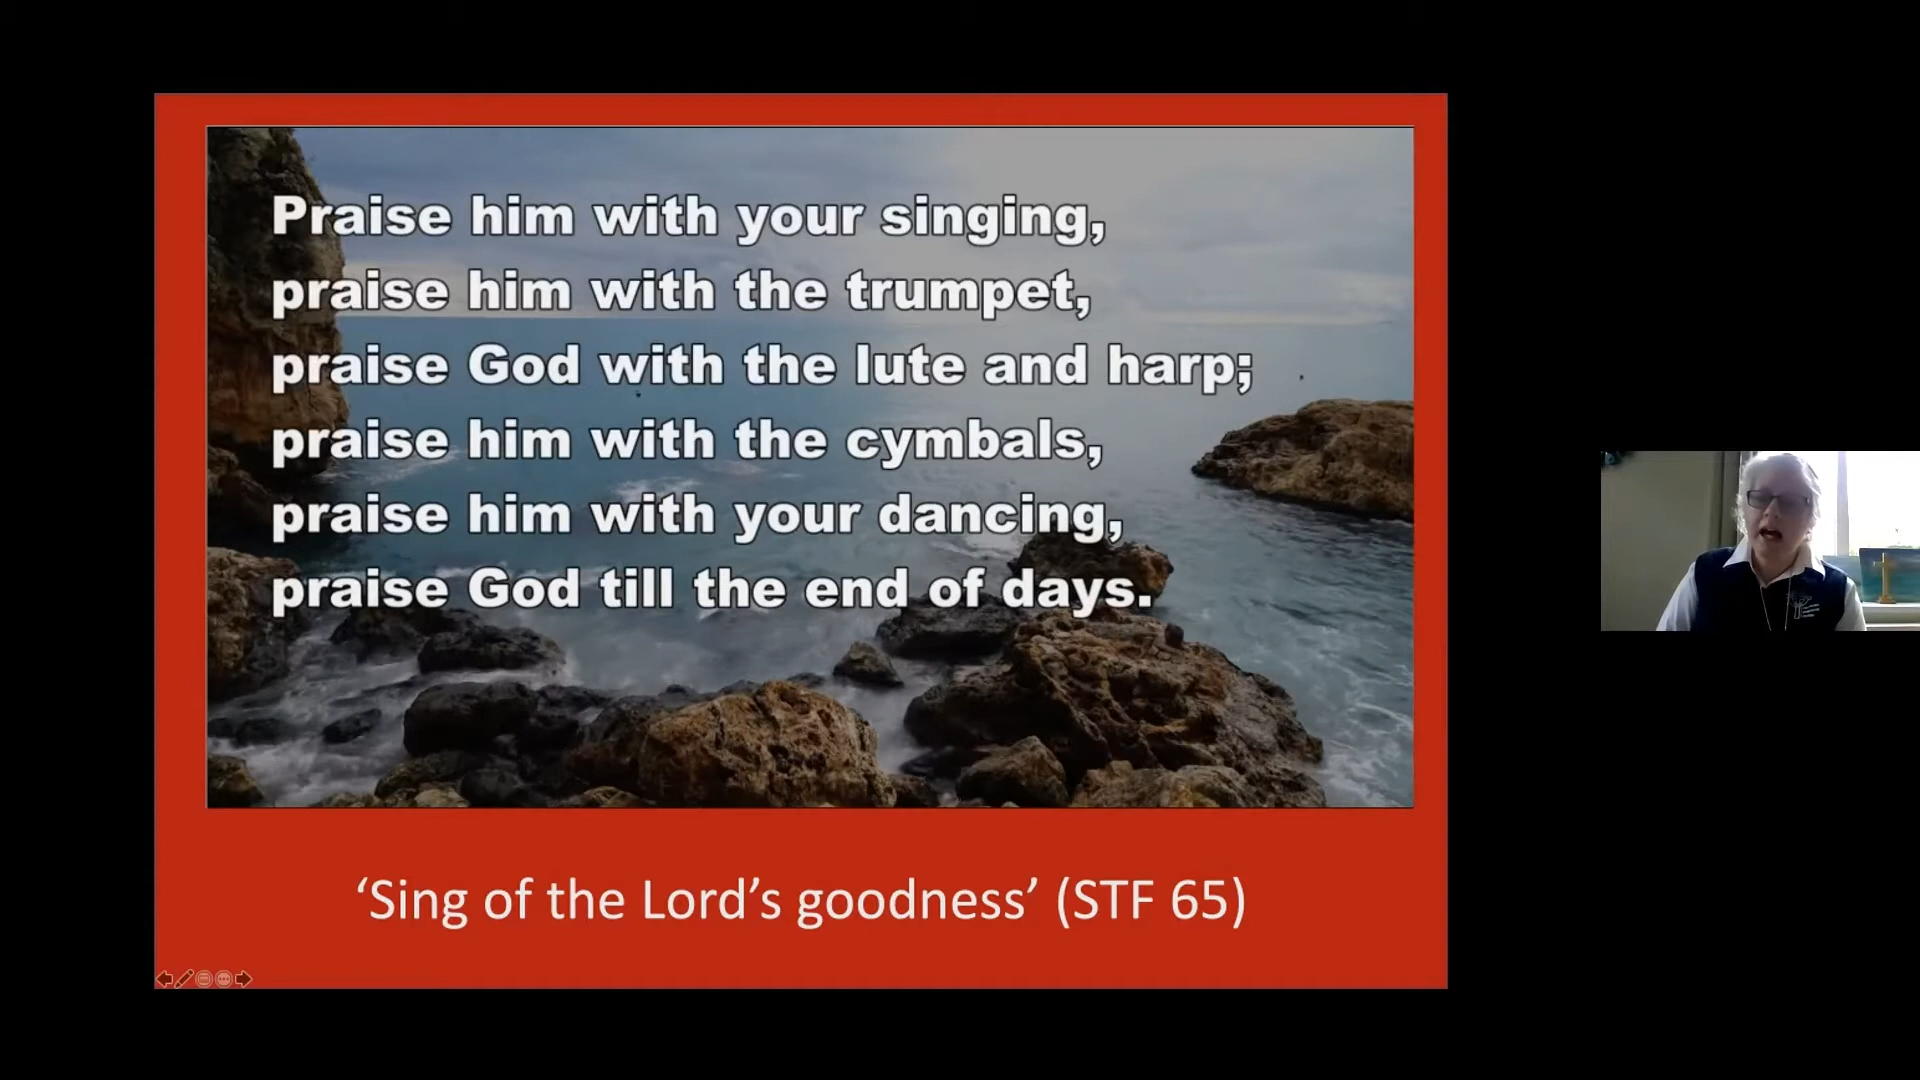 Praise him with your singing,
praise him with the trumpet,
praise God with the lute and harp;
praise him with the cymbals,
praise him with your dancing,
praise God till the end of days.
‘Sing of the Lord’s goodness’ (STF 65)